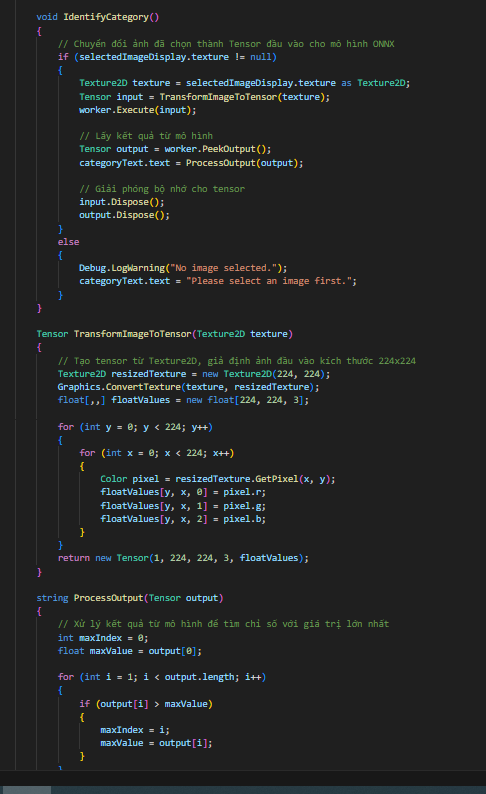 void IdentifyCategory()
{
// Chuyển đổi ảnh đã chọn thành Tensor đầu vào cho mô hình ONNX
if (selectedImageDisplay.texture != null)
{
Texture2D texture = selectedImageDisplay.texture as Texture2D;
Tensor input = TransformImageToTensor(texture);
worker.Execute(input);
// Lấy kết quả từ mô hình
Tensor output = worker.PeekOutput();
categoryText.text = ProcessOutput(output);
// Giải phóng bộ nhớ cho tensor
input.Dispose();
output.Dispose();
}
else
{
Debug.LogWarning("No image selected.");
categoryText.text = "Please select an image first.";
}
}
Tensor TransformImageToTensor(Texture2D texture)
{
// Tạo tensor từ Texture2D, giả định ảnh đầu vào kích thước 224x224
Texture2D resizedTexture = new Texture2D(224, 224);
Graphics.ConvertTexture(texture, resizedTexture);
float[,,] floatValues = new float[224, 224, 3];
for (int y = 0; y < 224; y++)
{
for (int x = 0; x < 224; x++)
{
Color pixel = resizedTexture.GetPixel(x, y);
floatValues[y, x, 0] = pixel.r;
floatValues[y, x, 1] = pixel.g;
floatValues[y, x, 2] = pixel.b;
}
}
return new Tensor(1, 224, 224, 3, floatValues);
}
string ProcessOutput(Tensor output)
{
// Xử lý kết quả từ mô hình để tìm chỉ số với giá trị lớn nhất
int maxIndex = 0;
float maxValue = output[0];
for (int i = 1; i < output.length; i++)
{
if (output[i] > maxValue)
{
maxIndex = i;
maxValue = output[i];
}
}